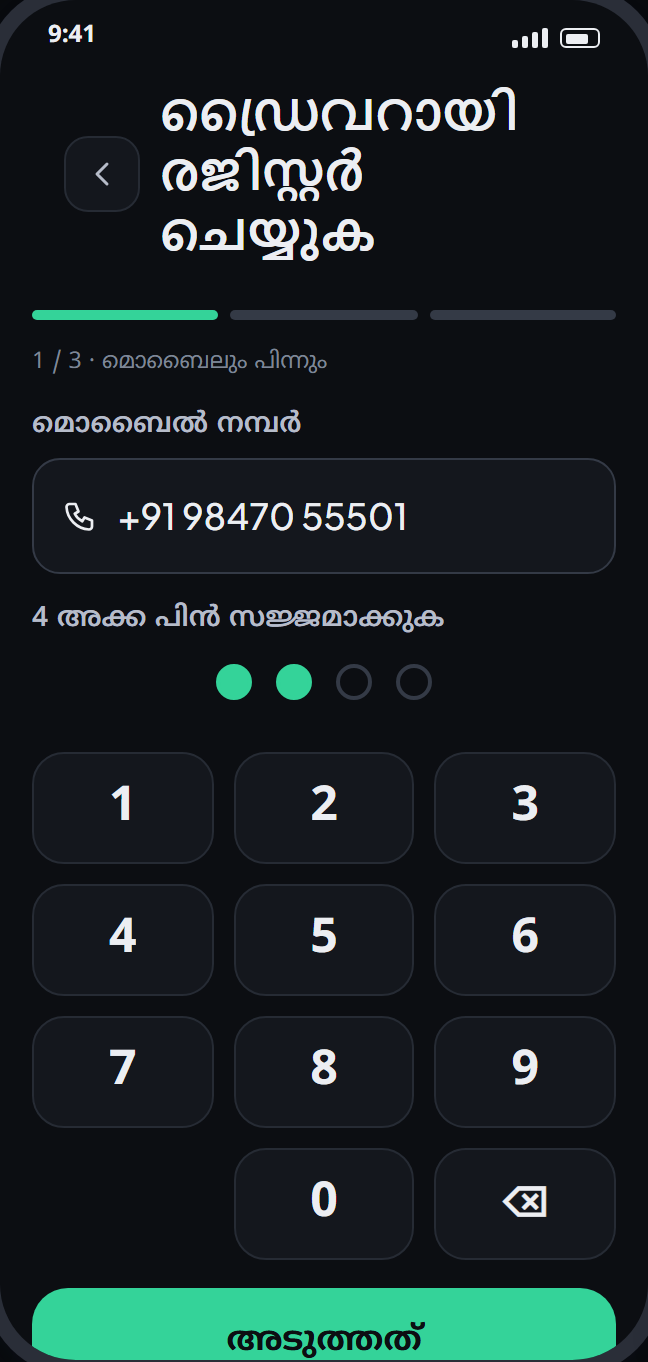 9:41
ഡ്രൈവറായി
രജിസ്റ്റർ
ചെയ്യുക
1 / 3 · മൊബൈലും പിന്നും
മൊബൈൽ നമ്പർ
+91 98470 55501
4 അക്ക പിൻ സജ്ജമാക്കുക
1 2 3
4 5 6
7 8 9
0
അടുത്തത്